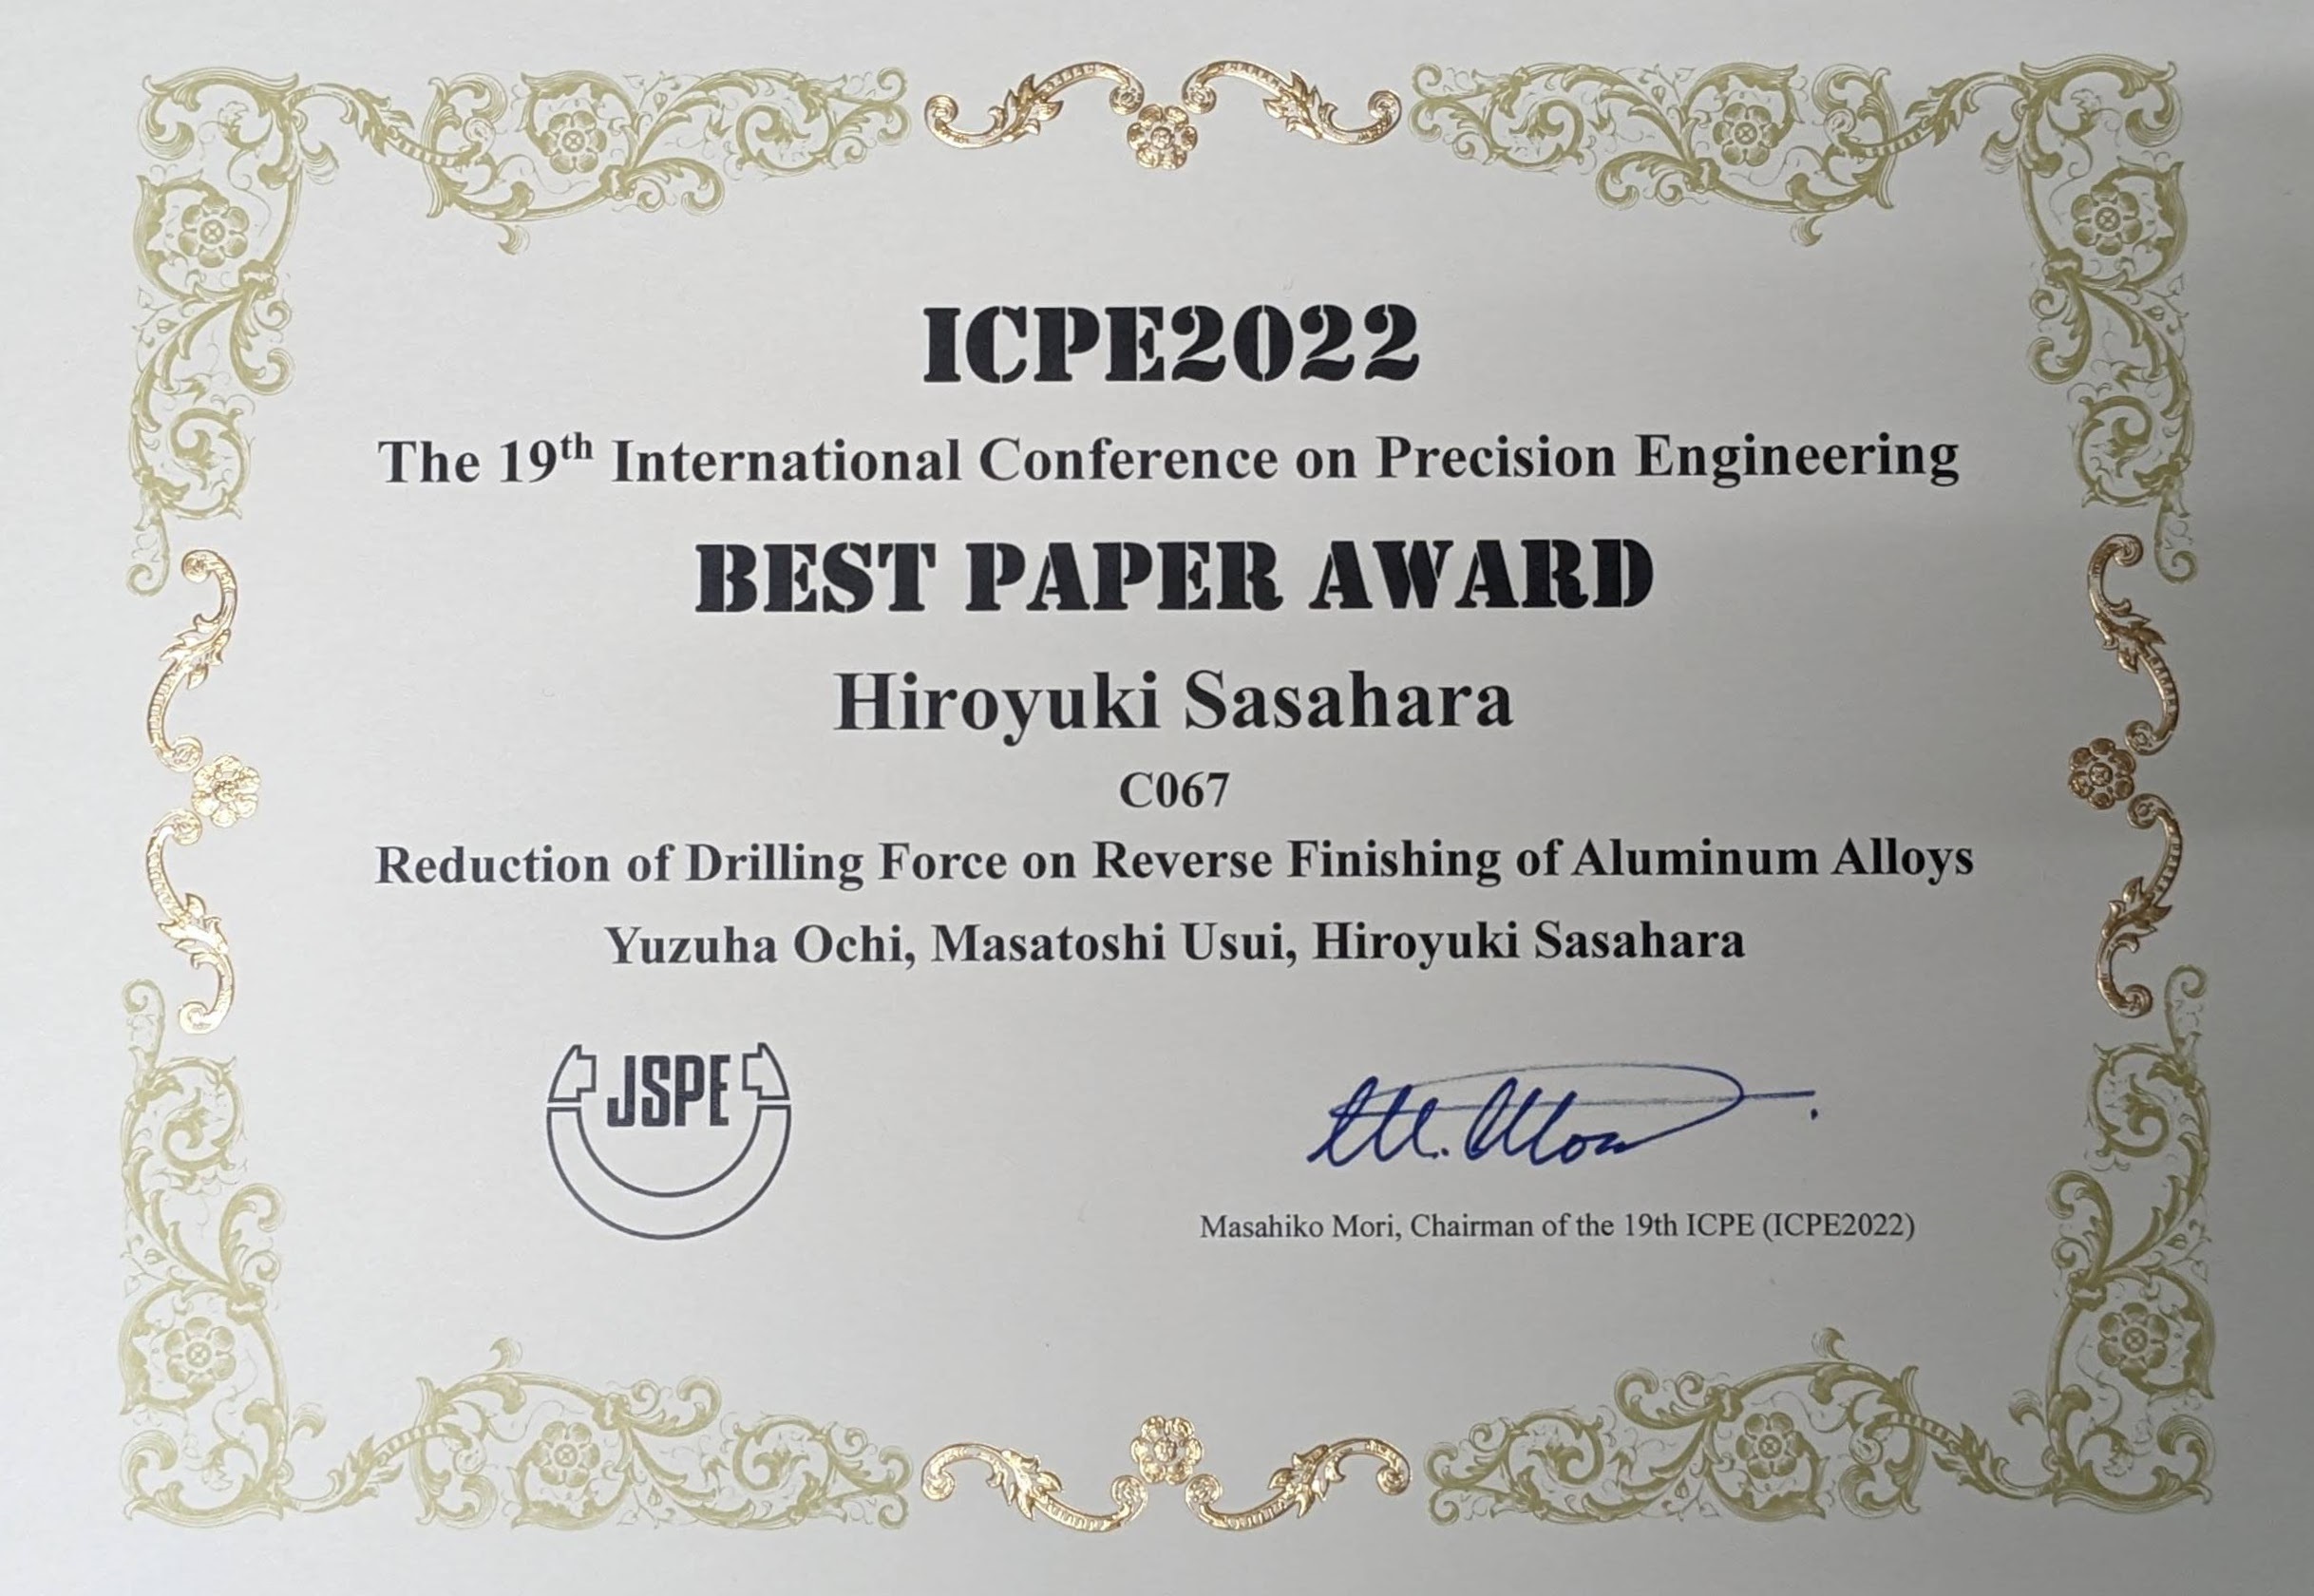 ICPE2022
The 19th International Conference on Precision Engineering
BEST PAPER AWARD
Hiroyuki Sasahara
C067
Reduction of Drilling Force on Reverse Finishing of Aluminum Alloys
Yuzuha Ochi, Masatoshi Usui, Hiroyuki Sasahara
JSPE
Masahiko Mori, Chairman of the 19th ICPE (ICPE2022)